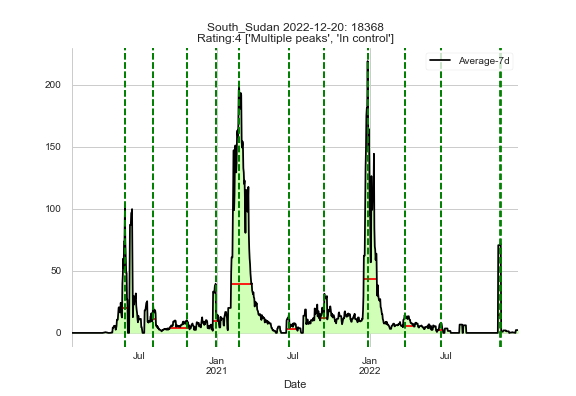 South_Sudan 2022-12-20: 18368
Rating:4 ['Multiple peaks', 'In control']
Average-7d
200
150
100
50
0
Jul
Jan
2021
Jul
Jan
2022
Jul
Date